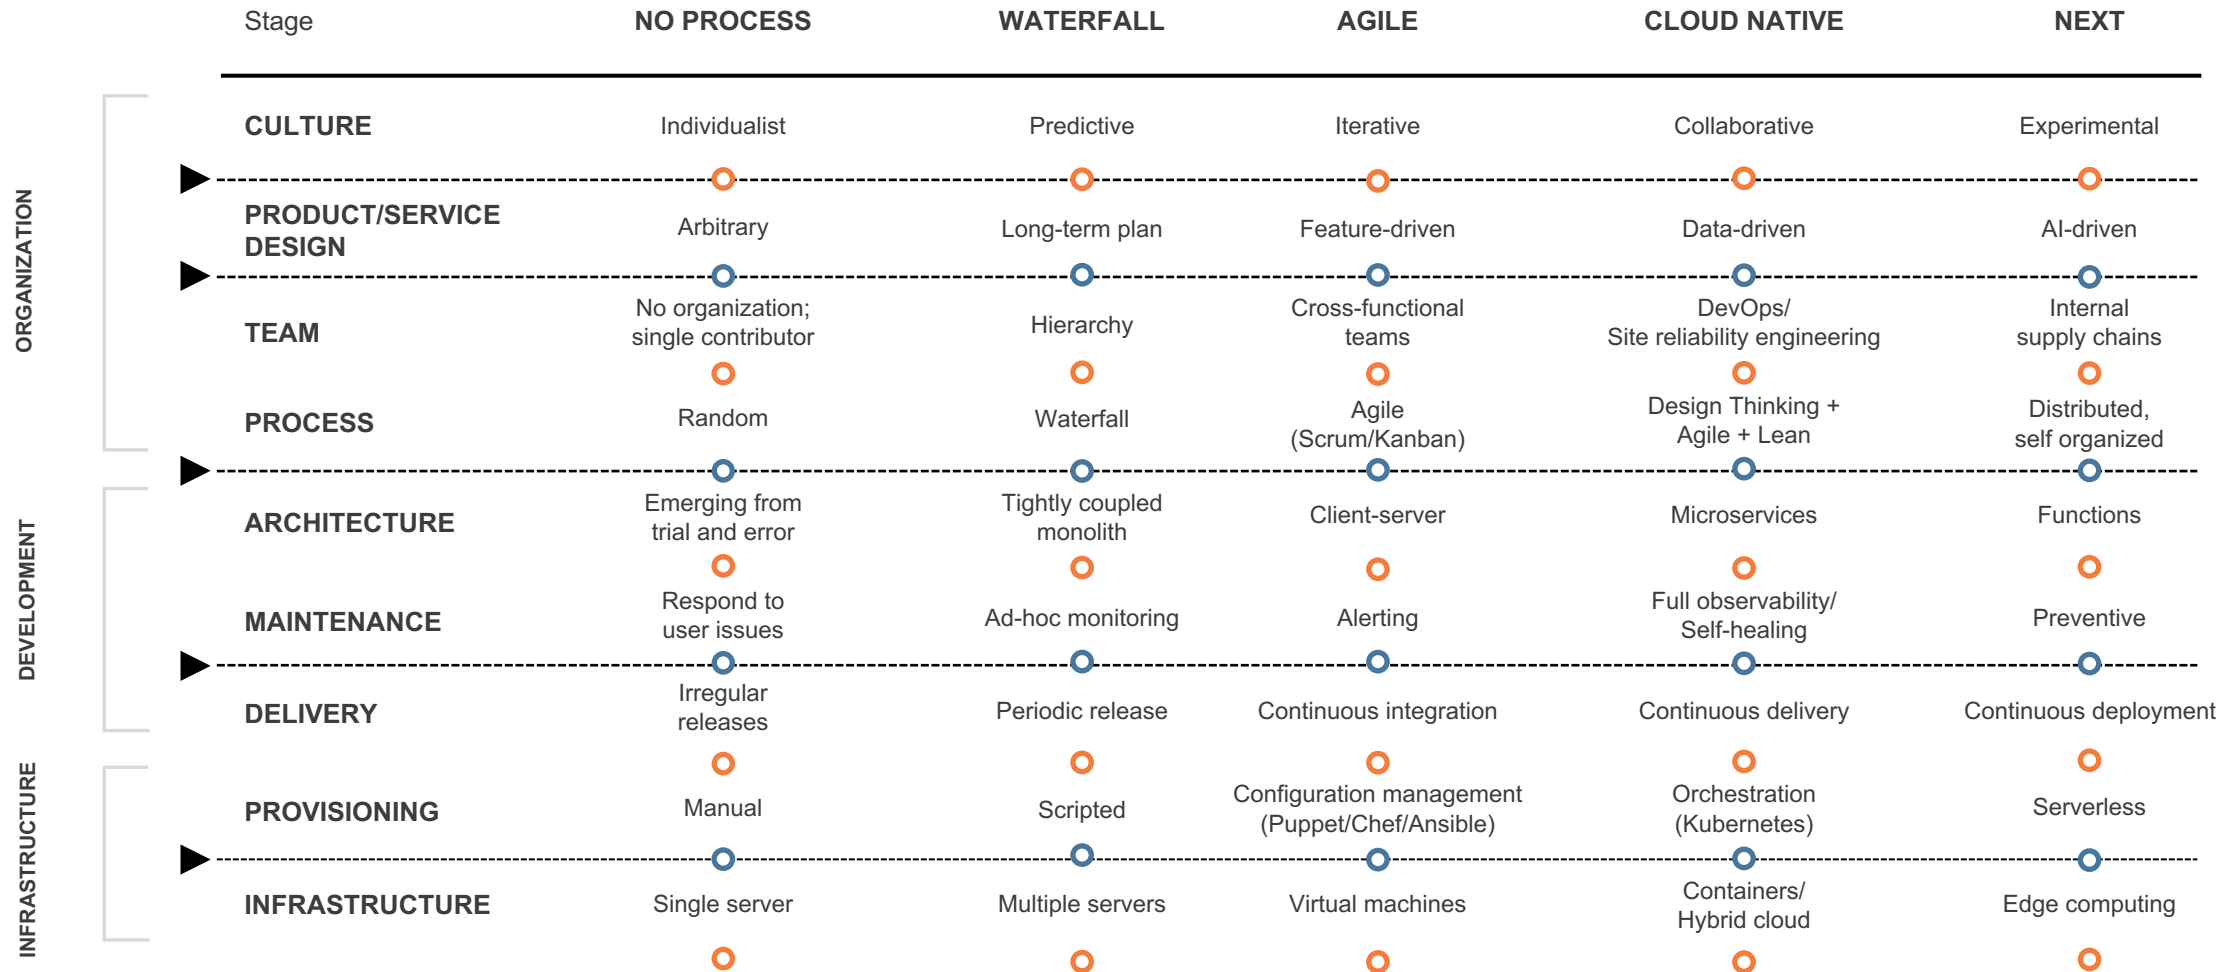 Stage NO PROCESS WATERFALL AGILE CLOUD NATIVE NEXT
ORGANIZATION
CULTURE Individualist Predictive Iterative Collaborative Experimental
PRODUCT/SERVICE
DESIGN
Arbitrary Long-term plan Feature-driven Data-driven AI-driven
TEAM
No organization;
single contributor
Hierarchy
Cross-functional
teams
DevOps/
Site reliability engineering
Internal
supply chains
PROCESS
Random
Waterfall
Agile
(Scrum/Kanban)
Design Thinking +
Agile + Lean
Distributed,
self organized
DEVELOPMENT
ARCHITECTURE
Emerging from
trial and error
Tightly coupled
monolith
Client-server
Microservices
Functions
MAINTENANCE
Respond to
user issues
Ad-hoc monitoring
Alerting
Full observability/
Self-healing
Preventive
DELIVERY
Irregular
releases
Periodic release
Continuous integration
Continuous delivery
Continuous deployment
INFRASTRUCTURE
PROVISIONING
Manual
Scripted
Configuration management
(Puppet/Chef/Ansible)
Orchestration
(Kubernetes)
Serverless
INFRASTRUCTURE
Single server
Multiple servers
Virtual machines
Containers/
Hybrid cloud
Edge computing